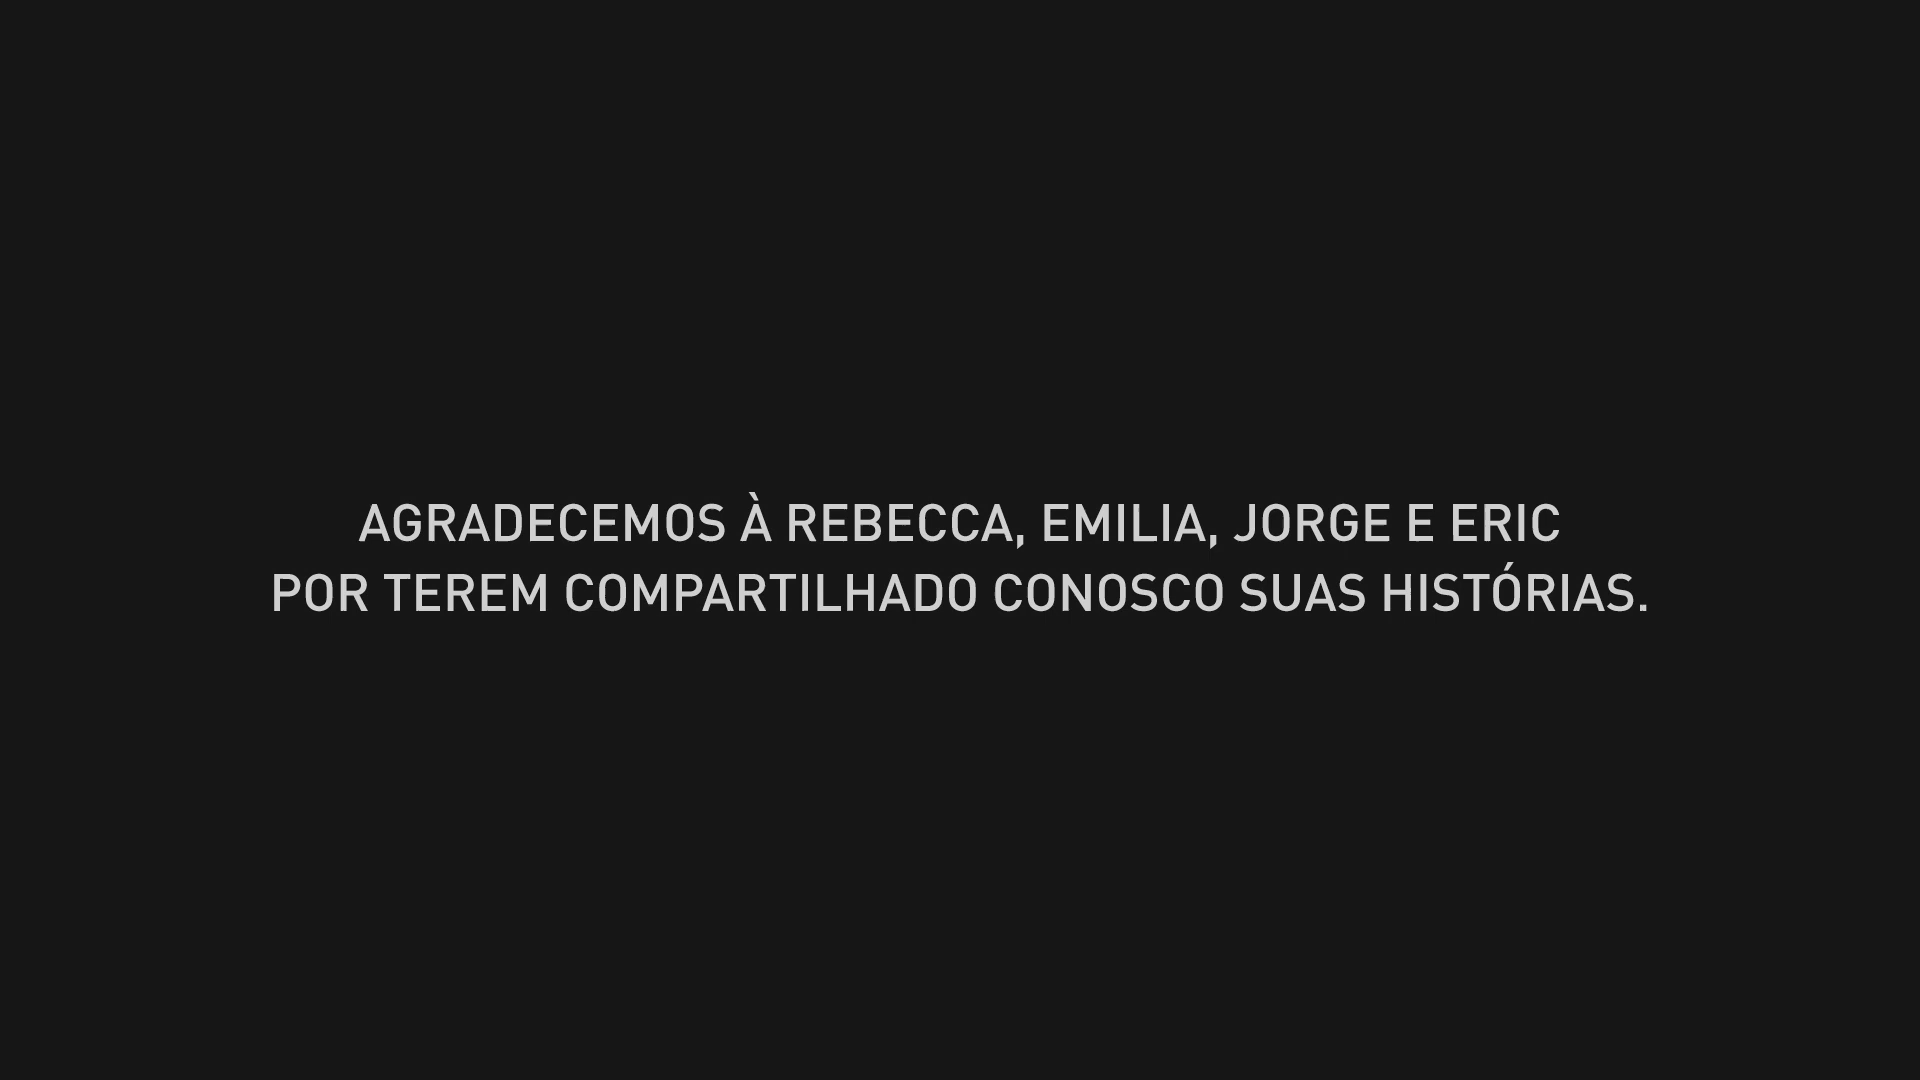 AGRADECEMOS À REBECCA, EMILIA, JORGE E ERIC
POR TEREM COMPARTILHADO CONOSCO SUAS HISTÓRIAS.